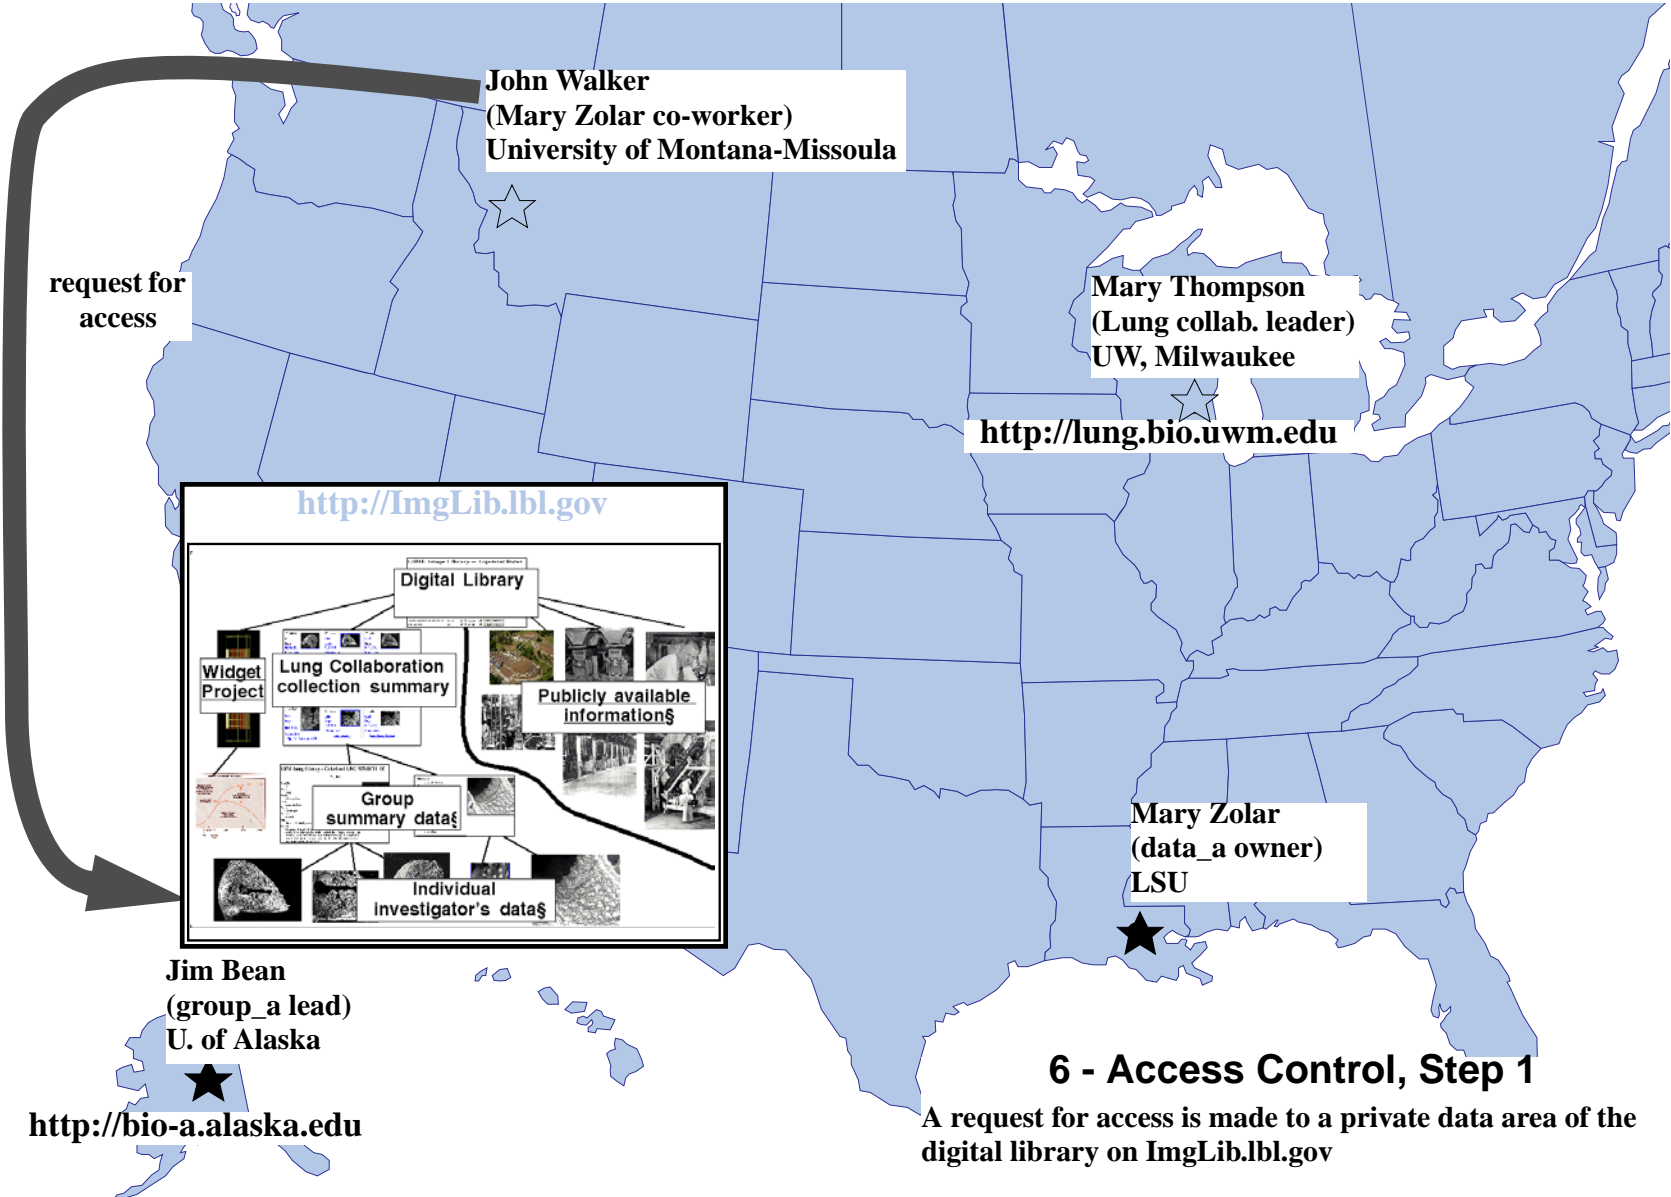 John Walker
(Mary Zolar co-worker)
University of Montana-Missoula
request for
access
Mary Thompson
(Lung collab. leader)
UW, Milwaukee
http://lung.bio.uwm.edu
http://ImgLib.lbl.gov
Digital Library
Widget
Project
Lung Collaboration
collection summary
Publicly available
information§
Group
summary data§
Individual
investigator's data§
Mary Zolar
(data_a owner)
LSU
Jim Bean
(group_a lead)
U. of Alaska
http://bio-a.alaska.edu
6 - Access Control, Step 1
A request for access is made to a private data area of the
digital library on ImgLib.lbl.gov